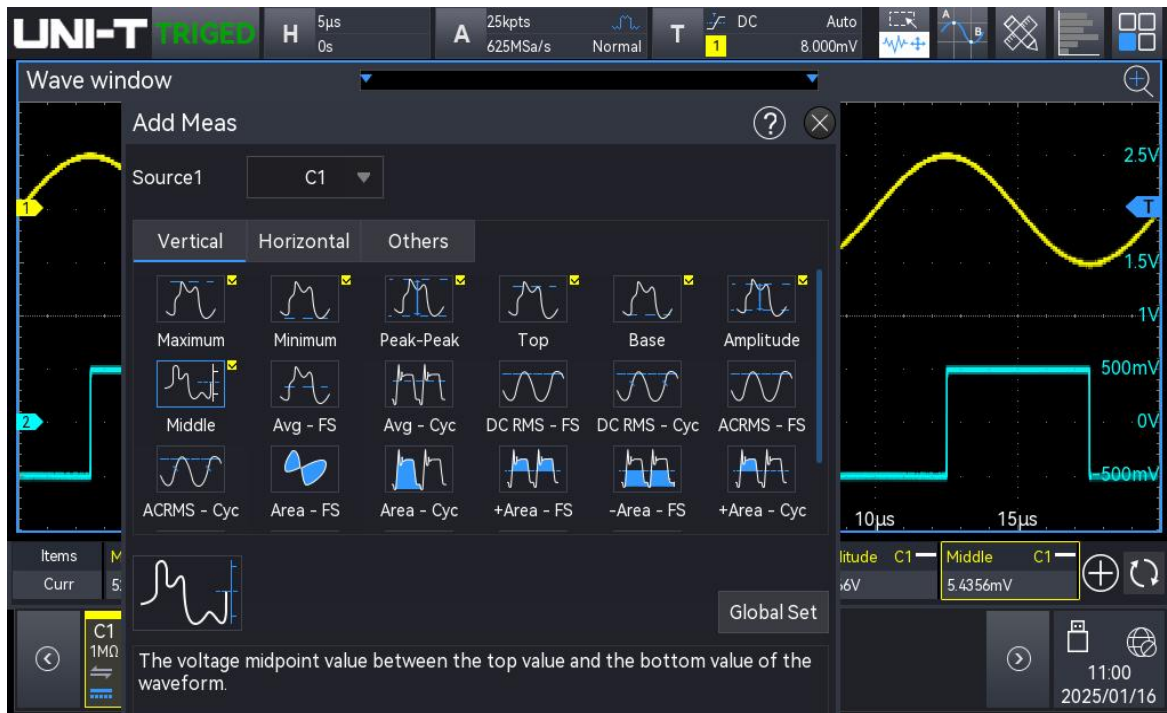 UNI-T TRIGED H 5µs A 25kpts T DC Auto
0s 625MSa/s Normal 1 8.000mV
A B
Wave window
Add Meas ?
Source1 C1
2.5V
1 T
Vertical Horizontal Others
1.5V
Maximum Minimum Peak-Peak Top Base Amplitude
1V
500mV
Middle Avg - FS Avg - Cyc DC RMS - FS DC RMS - Cyc ACRMS - FS
2 0V
-500mV
ACRMS - Cyc Area - FS Area - Cyc +Area - FS -Area - FS +Area - Cyc
10µs 15µs
Items C1 Middle C1
Curr 5.4356mV
Global Set
C1
1MΩ
The voltage midpoint value between the top value and the bottom value of the
waveform.
11:00
2025/01/16